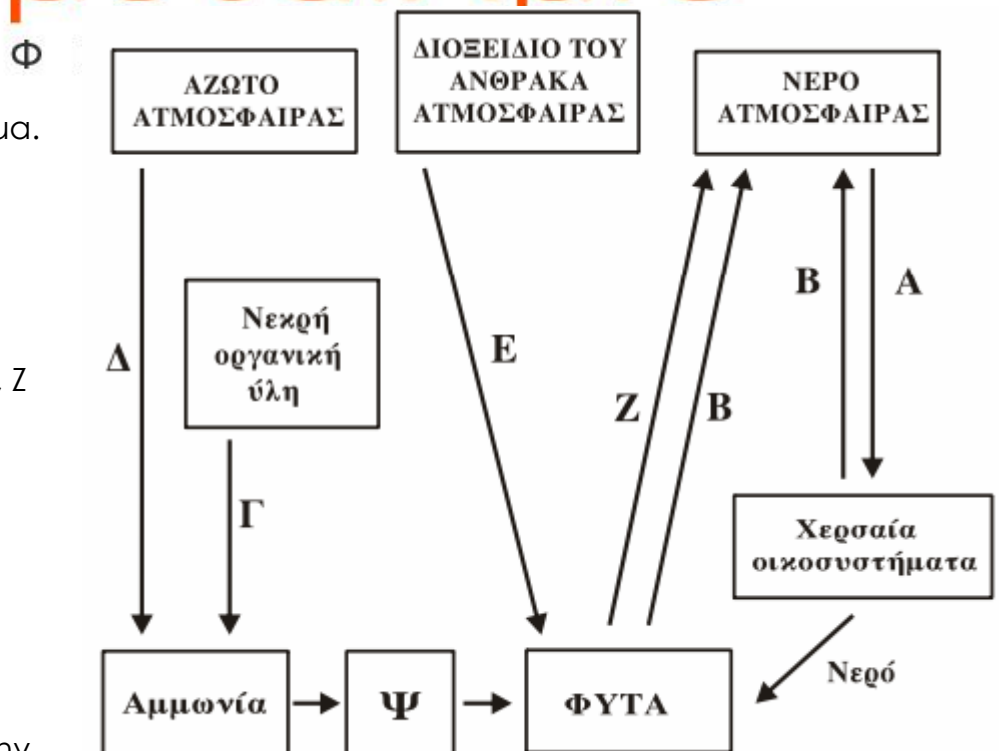 Φ
ΑΖΩΤΟ
ΑΤΜΟΣΦΑΙΡΑΣ
ΔΙΟΞΕΙΔΙΟ ΤΟΥ
ΑΝΘΡΑΚΑ
ΑΤΜΟΣΦΑΙΡΑΣ
ΝΕΡΟ
ΑΤΜΟΣΦΑΙΡΑΣ
Δ
Νεκρή
οργανική
ύλη
Γ
Ε
Ζ
Β
Β
Α
Ζ
Χερσαία
οικοσυστήματα
Νερό
Αμμωνία
Ψ
ΦΥΤΑ